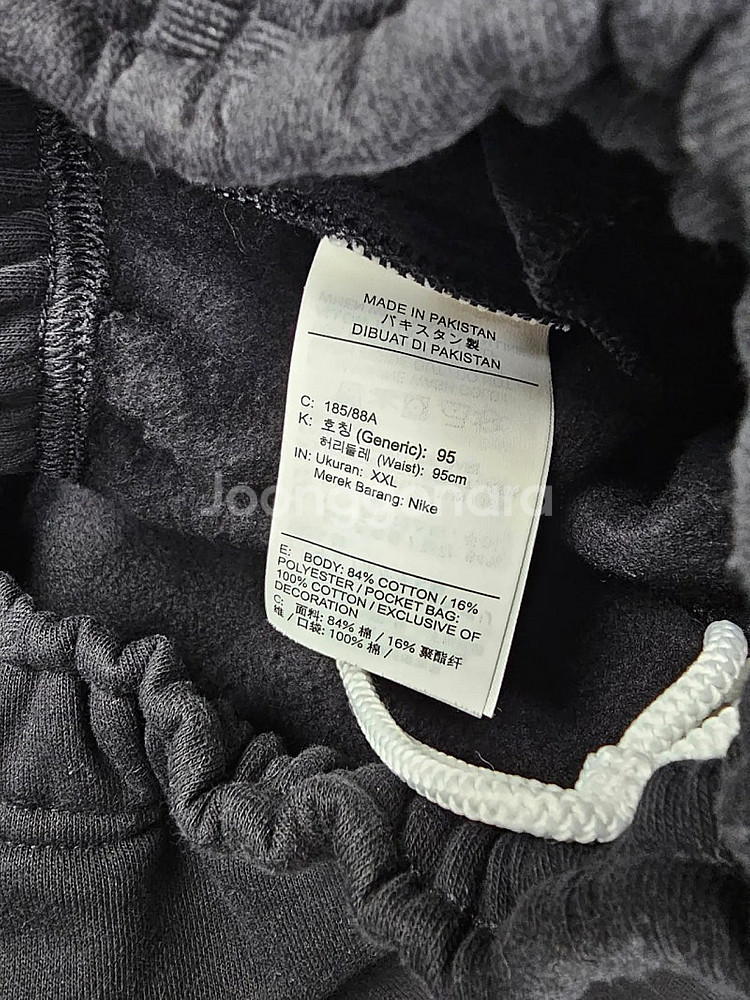 MADE IN PAKISTAN
パキスタン製
DIBUAT DI PAKISTAN
C: 185/88A
K: 호칭 (Generic): 95
허리둘레 (Waist): 95cm
IN: Ukuran: XXL
Merek Barang: Nike
Joonggonara
E: BODY: 84% COTTON / 16%
POLYESTER / POCKET BAG:
100% COTTON / EXCLUSIVE OF
DECORATION
C: 面料: 84% 棉 / 16% 聚酯纤
维 / 口袋: 100% 棉 /